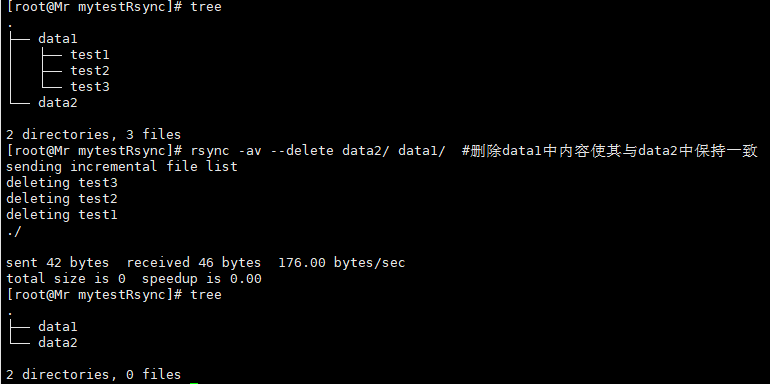 [root@Mr mytestRsync]# tree
.
├── data1
│   ├── test1
│   ├── test2
│   └── test3
└── data2
2 directories, 3 files
[root@Mr mytestRsync]# rsync -av --delete data2/ data1/  #删除data1中内容使其与data2中保持一致
sending incremental file list
deleting test3
deleting test2
deleting test1
./
sent 42 bytes  received 46 bytes  176.00 bytes/sec
total size is 0  speedup is 0.00
[root@Mr mytestRsync]# tree
.
├── data1
└── data2
2 directories, 0 files